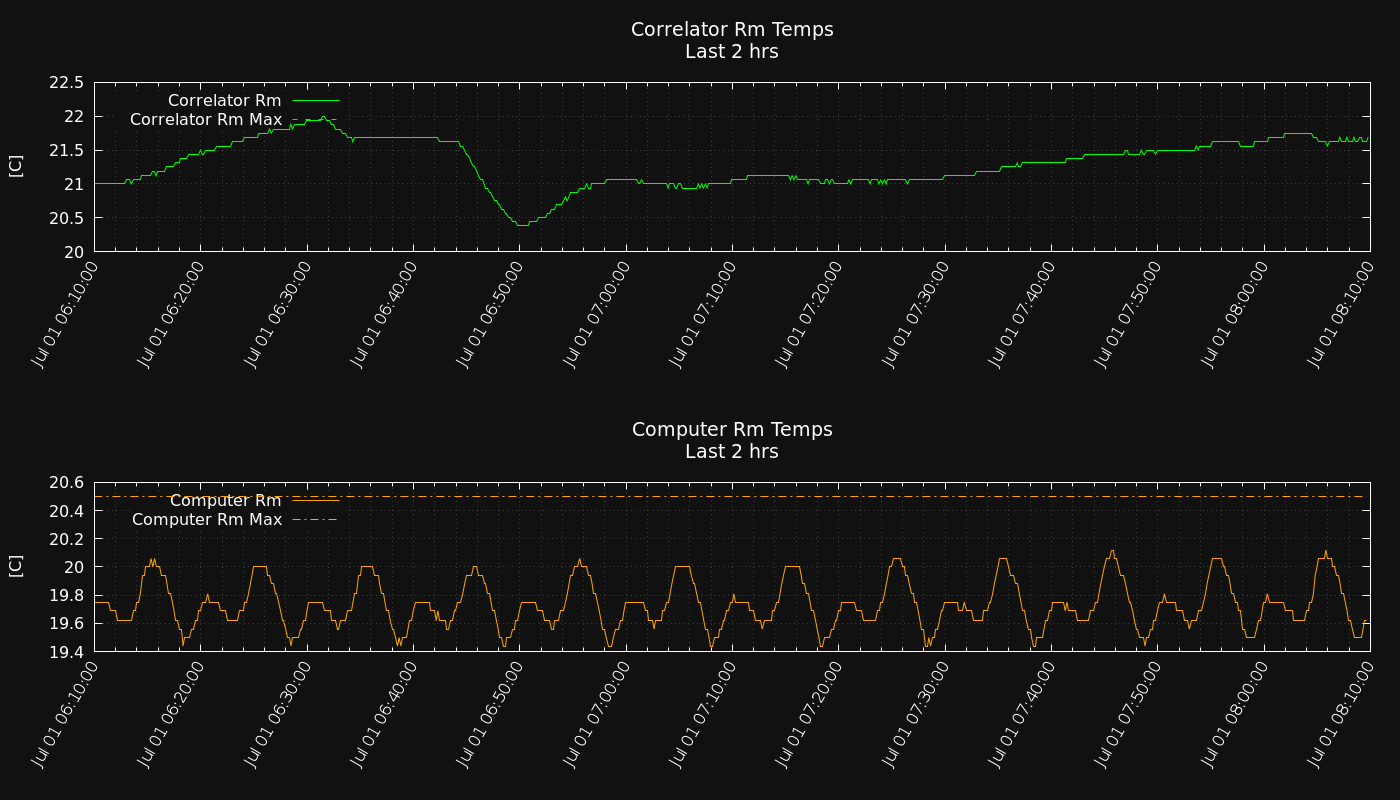 Correlator Rm Temps
Last 2 hrs
22.5
22
21.5
21
20.5
20
[C]
Correlator Rm
Correlator Rm Max
Jul 01 06:10:00
Jul 01 06:20:00
Jul 01 06:30:00
Jul 01 06:40:00
Jul 01 06:50:00
Jul 01 07:00:00
Jul 01 07:10:00
Jul 01 07:20:00
Jul 01 07:30:00
Jul 01 07:40:00
Jul 01 07:50:00
Jul 01 08:00:00
Jul 01 08:10:00
Computer Rm Temps
Last 2 hrs
20.6
20.4
20.2
20
19.8
19.6
19.4
[C]
Computer Rm
Computer Rm Max
Jul 01 06:10:00
Jul 01 06:20:00
Jul 01 06:30:00
Jul 01 06:40:00
Jul 01 06:50:00
Jul 01 07:00:00
Jul 01 07:10:00
Jul 01 07:20:00
Jul 01 07:30:00
Jul 01 07:40:00
Jul 01 07:50:00
Jul 01 08:00:00
Jul 01 08:10:00